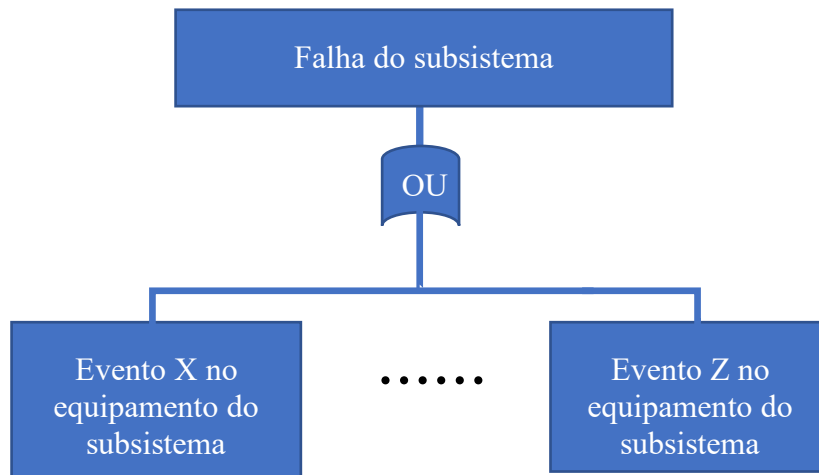 Falha do subsistema
OU
Evento X no
equipamento do
subsistema
......
Evento Z no
equipamento do
subsistema